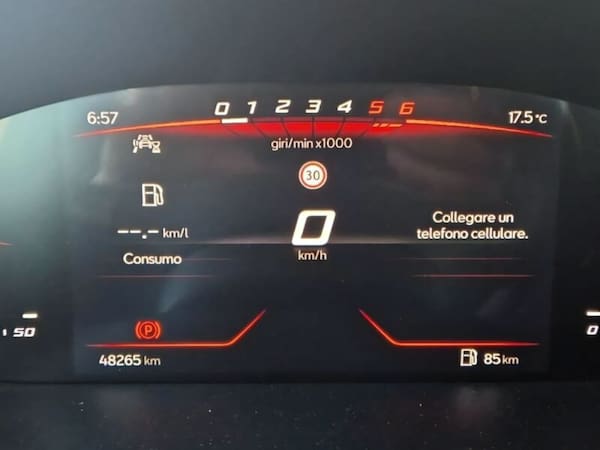 0 1 2 3 4 5 6
6:57
17.5 °C
giri/min x1000
30
--.- km/l
0
Collegare un
telefono cellulare.
Consumo
km/h
P
50
0
48265 km
85 km